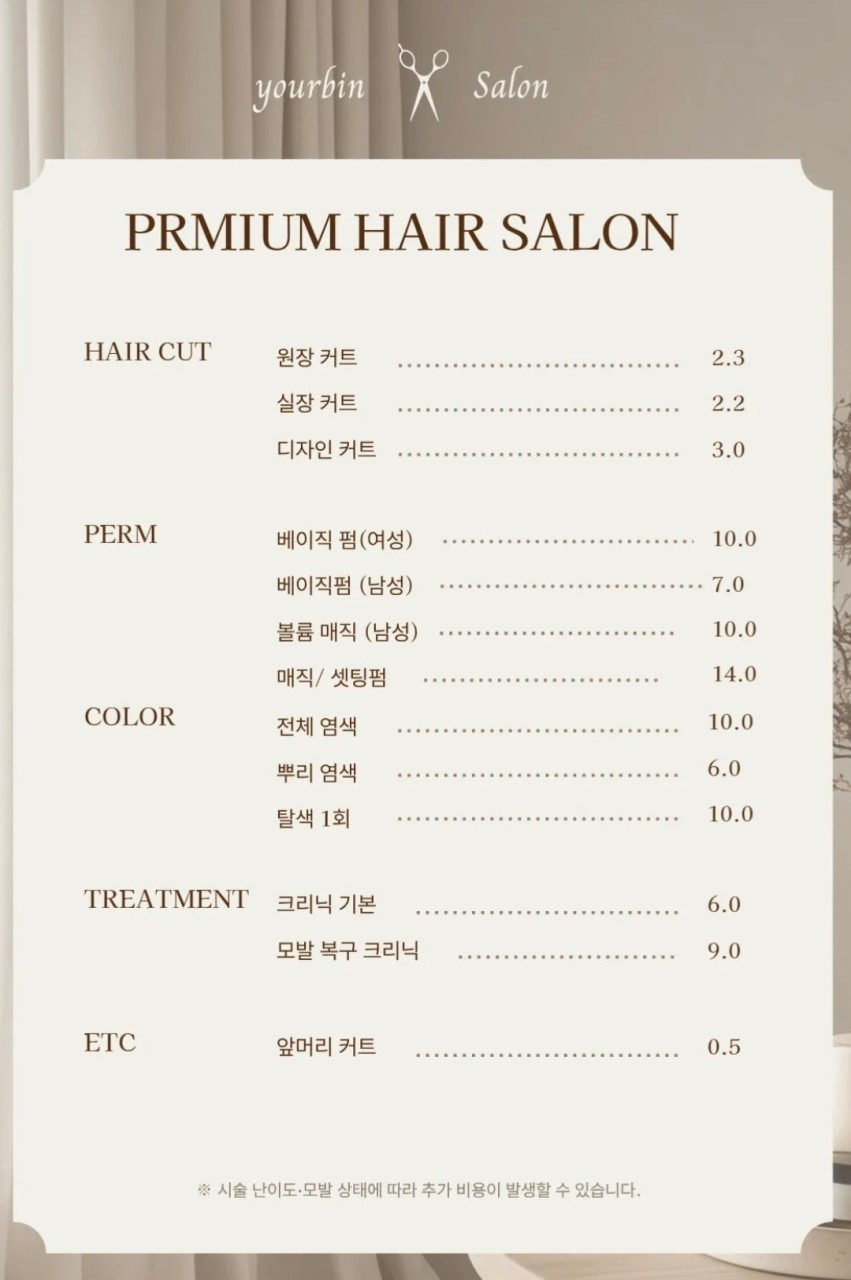 yourbin Salon
PRMIUM HAIR SALON
HAIR CUT 원장 커트 2.3
실장 커트 2.2
디자인 커트 3.0
PERM 베이직 펌(여성) 10.0
베이직펌 (남성) 7.0
볼륨 매직 (남성) 10.0
매직/ 셋팅펌 14.0
COLOR 전체 염색 10.0
뿌리 염색 6.0
탈색 1회 10.0
TREATMENT 크리닉 기본 6.0
모발 복구 크리닉 9.0
ETC 앞머리 커트 0.5
※ 시술 난이도·모발 상태에 따라 추가 비용이 발생할 수 있습니다.